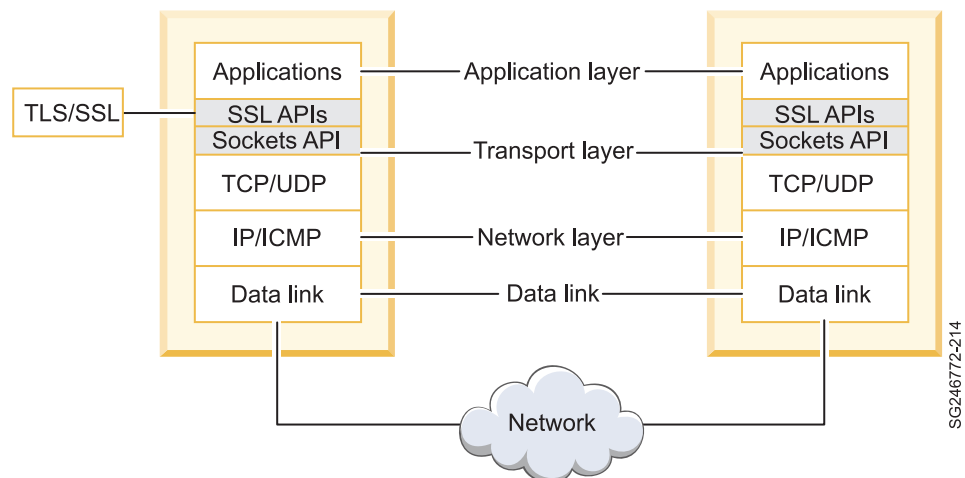 Applications
Application layer
Applications
TLS/SSL
SSL APIs
SSL APIs
Sockets API
Sockets API
Transport layer
TCP/UDP
TCP/UDP
IP/ICMP
Network layer
IP/ICMP
Data link
Data link
Data link
Network
SG246772-214